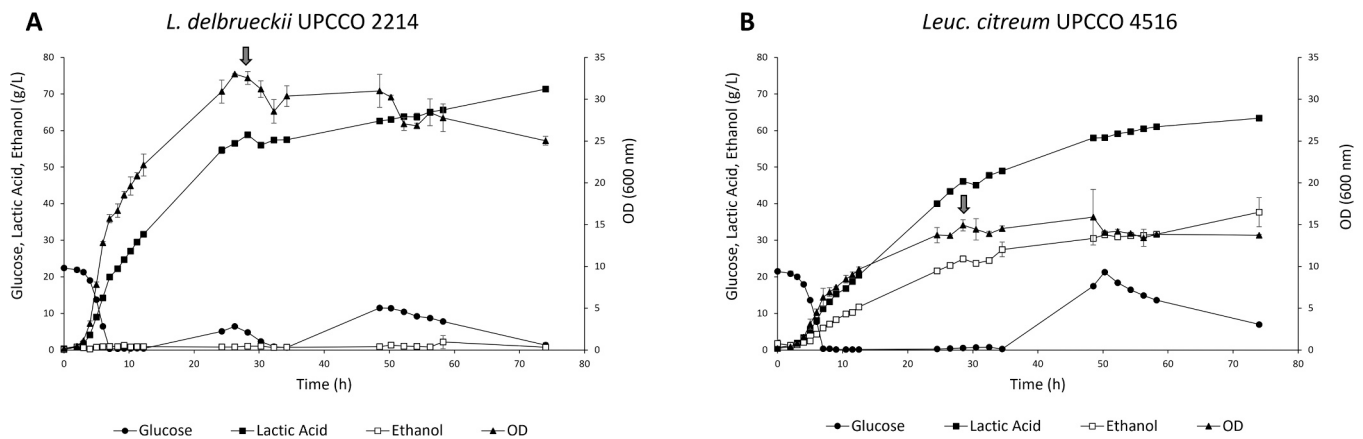 A
L. delbrueckii UPCCO 2214
Glucose, Lactic Acid, Ethanol (g/L)
80
70
60
50
40
30
20
10
0
35
30
25
20
15
10
5
0
OD (600 nm)
0 10 20 30 40 50 60 70 80
Time (h)
Glucose Lactic Acid Ethanol OD
B
Leuc. citreum UPCCO 4516
Glucose, Lactic Acid, Ethanol (g/L)
80
70
60
50
40
30
20
10
0
35
30
25
20
15
10
5
0
OD (600 nm)
0 10 20 30 40 50 60 70 80
Time (h)
Glucose Lactic Acid Ethanol OD